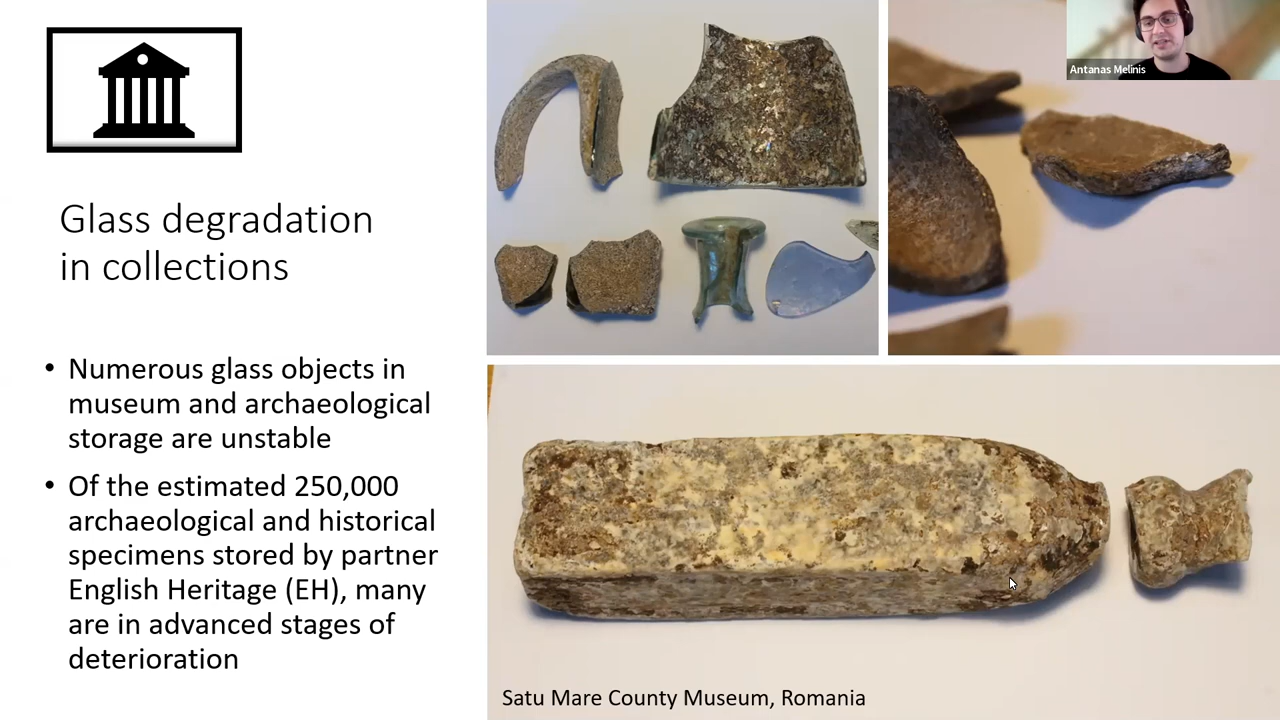 Antanas Melinis
Glass degradation
in collections
• Numerous glass objects in
museum and archaeological
storage are unstable
• Of the estimated 250,000
archaeological and historical
specimens stored by partner
English Heritage (EH), many
are in advanced stages of
deterioration
Satu Mare County Museum, Romania